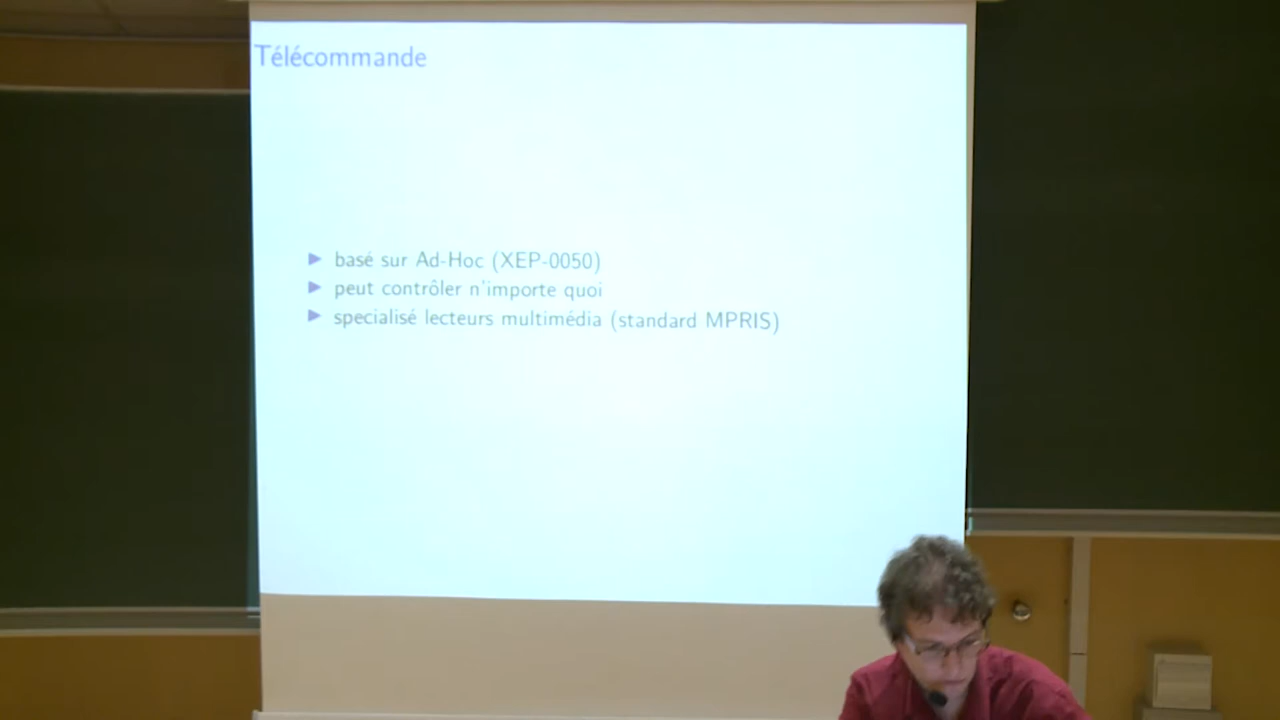 Télécommande
basé sur Ad-Hoc (XEP-0050)
peut contrôler n'importe quoi
specialisé lecteurs multimédia (standard MPRIS)